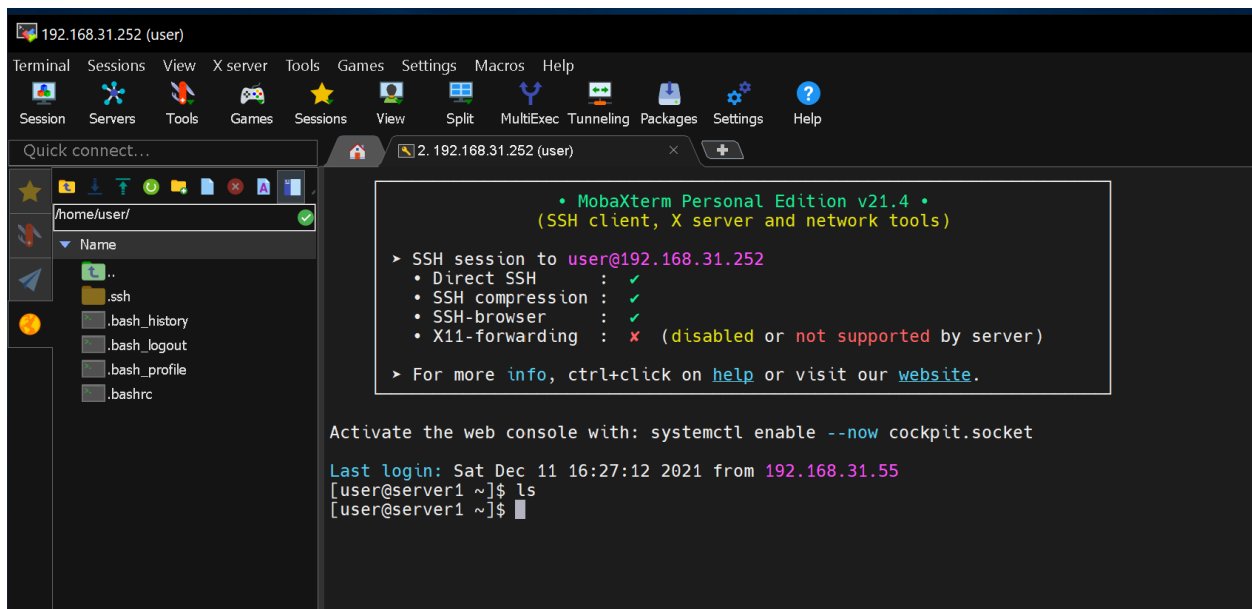 192.168.31.252 (user)
Terminal Sessions View X server Tools Games Settings Macros Help
Session Servers Tools Games Sessions View Split MultiExec Tunneling Packages Settings Help
Quick connect...
2. 192.168.31.252 (user)
/home/user/
Name
..
.ssh
.bash_history
.bash_logout
.bash_profile
.bashrc
• MobaXterm Personal Edition v21.4 •
(SSH client, X server and network tools)
➤ SSH session to user@192.168.31.252
• Direct SSH : ✔
• SSH compression : ✔
• SSH-browser : ✔
• X11-forwarding : ✘ (disabled or not supported by server)
➤ For more info, ctrl+click on help or visit our website.
Activate the web console with: systemctl enable --now cockpit.socket
Last login: Sat Dec 11 16:27:12 2021 from 192.168.31.55
[user@server1 ~]$ ls
[user@server1 ~]$